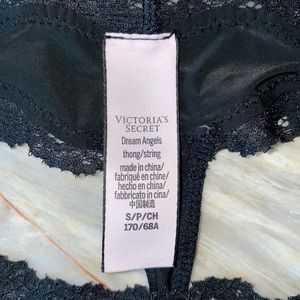 VICTORIA'S
SECRET
Dream Angels
thong/string
made in china/
fabriqué en chine/
hecho en china/
fabbricato in cina/
中国制造
S/P/CH
170/68A